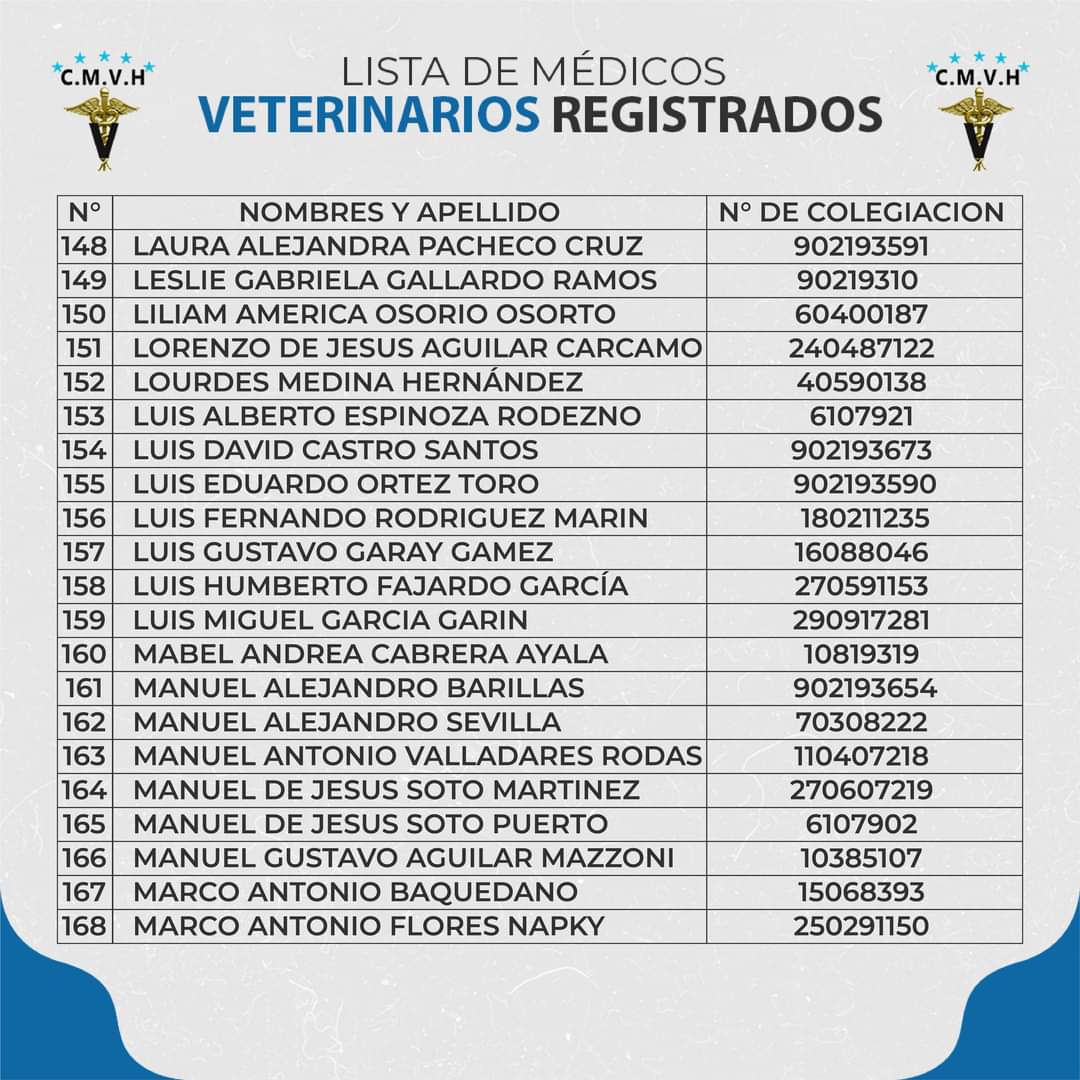 C.M.V.H
LISTA DE MÉDICOS
VETERINARIOS REGISTRADOS
C.M.V.H
N° NOMBRES Y APELLIDO N° DE COLEGIACION
148 LAURA ALEJANDRA PACHECO CRUZ 902193591
149 LESLIE GABRIELA GALLARDO RAMOS 90219310
150 LILIAM AMERICA OSORIO OSORTO 60400187
151 LORENZO DE JESUS AGUILAR CARCAMO 240487122
152 LOURDES MEDINA HERNÁNDEZ 40590138
153 LUIS ALBERTO ESPINOZA RODEZNO 6107921
154 LUIS DAVID CASTRO SANTOS 902193673
155 LUIS EDUARDO ORTEZ TORO 902193590
156 LUIS FERNANDO RODRIGUEZ MARIN 180211235
157 LUIS GUSTAVO GARAY GAMEZ 16088046
158 LUIS HUMBERTO FAJARDO GARCÍA 270591153
159 LUIS MIGUEL GARCIA GARIN 290917281
160 MABEL ANDREA CABRERA AYALA 10819319
161 MANUEL ALEJANDRO BARILLAS 902193654
162 MANUEL ALEJANDRO SEVILLA 70308222
163 MANUEL ANTONIO VALLADARES RODAS 110407218
164 MANUEL DE JESUS SOTO MARTINEZ 270607219
165 MANUEL DE JESUS SOTO PUERTO 6107902
166 MANUEL GUSTAVO AGUILAR MAZZONI 10385107
167 MARCO ANTONIO BAQUEDANO 15068393
168 MARCO ANTONIO FLORES NAPKY 250291150